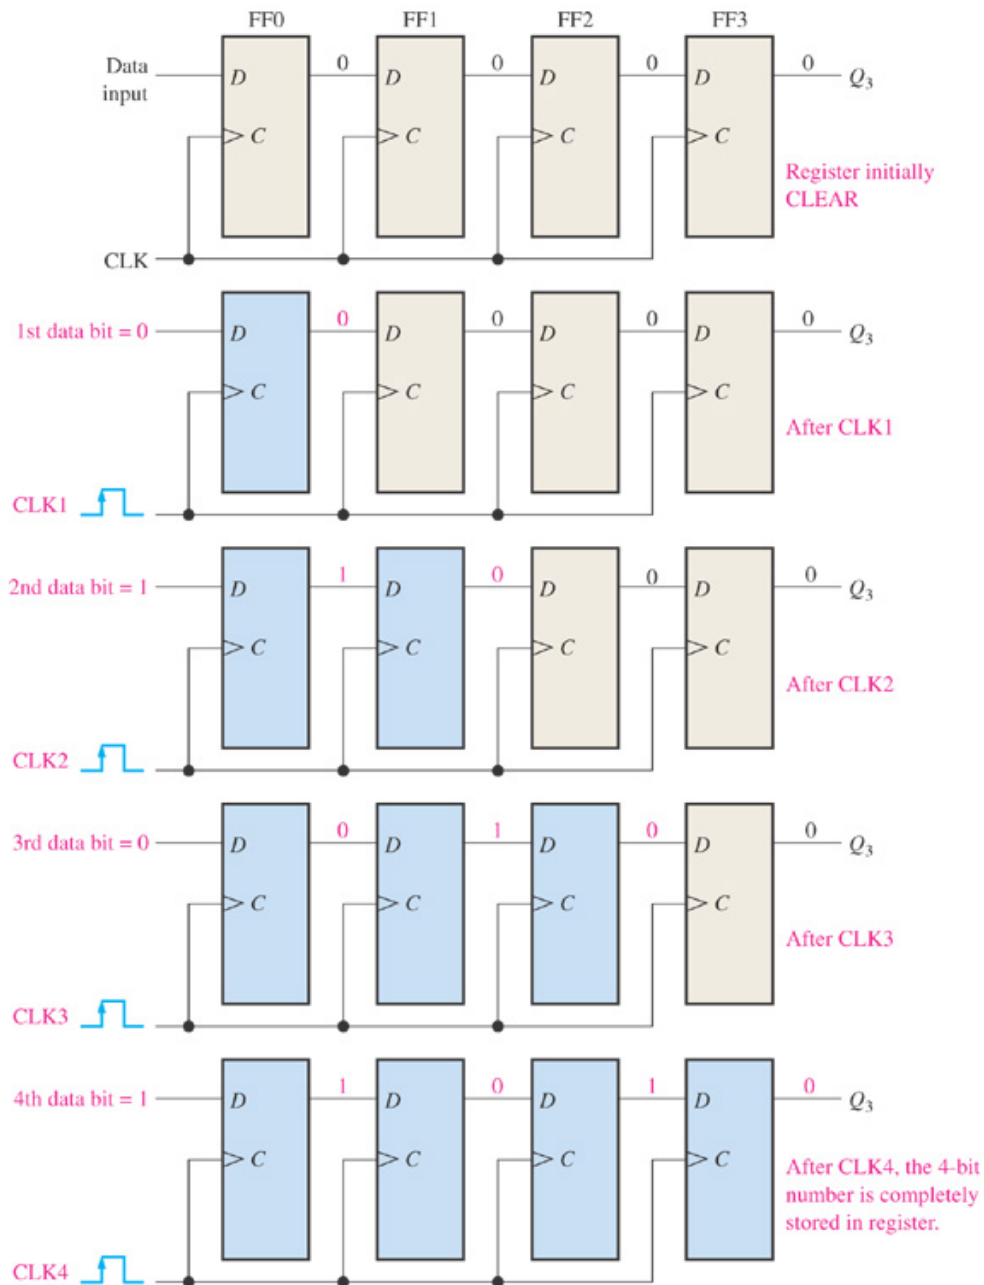 FF0 FF1 FF2 FF3
Data
input
D 0 D 0 D 0 D 0 Q3
C C C C
Register initially
CLEAR
CLK
1st data bit = 0 D 0 D 0 D 0 D 0 Q3
C C C C
After CLK1
CLK1
2nd data bit = 1 D 1 D 0 D 0 D 0 Q3
C C C C
After CLK2
CLK2
3rd data bit = 0 D 0 D 1 D 0 D 0 Q3
C C C C
After CLK3
CLK3
4th data bit = 1 D 1 D 0 D 1 D 0 Q3
C C C C
After CLK4, the 4-bit
number is completely
stored in register.
CLK4